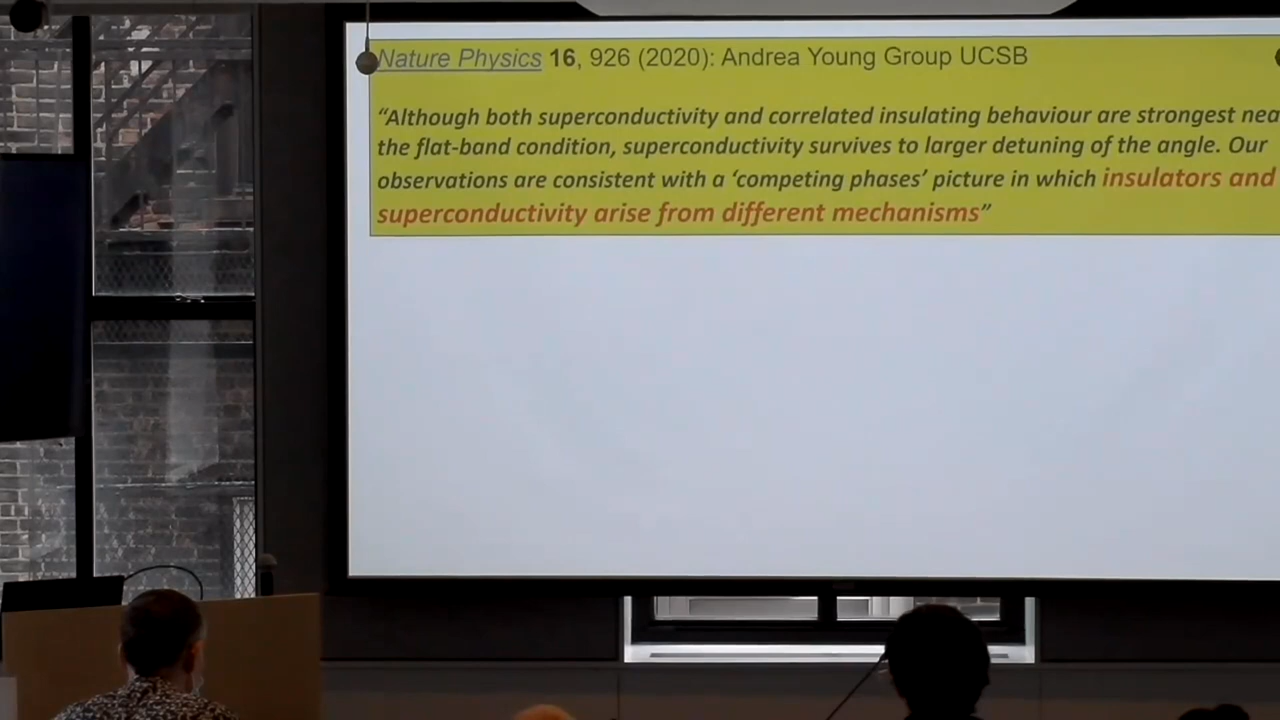 Nature Physics 16, 926 (2020): Andrea Young Group UCSB
“Although both superconductivity and correlated insulating behaviour are strongest
the flat-band condition, superconductivity survives to larger detuning of the angle. Our
observations are consistent with a ‘competing phases’ picture in which insulators and
superconductivity arise from different mechanisms”